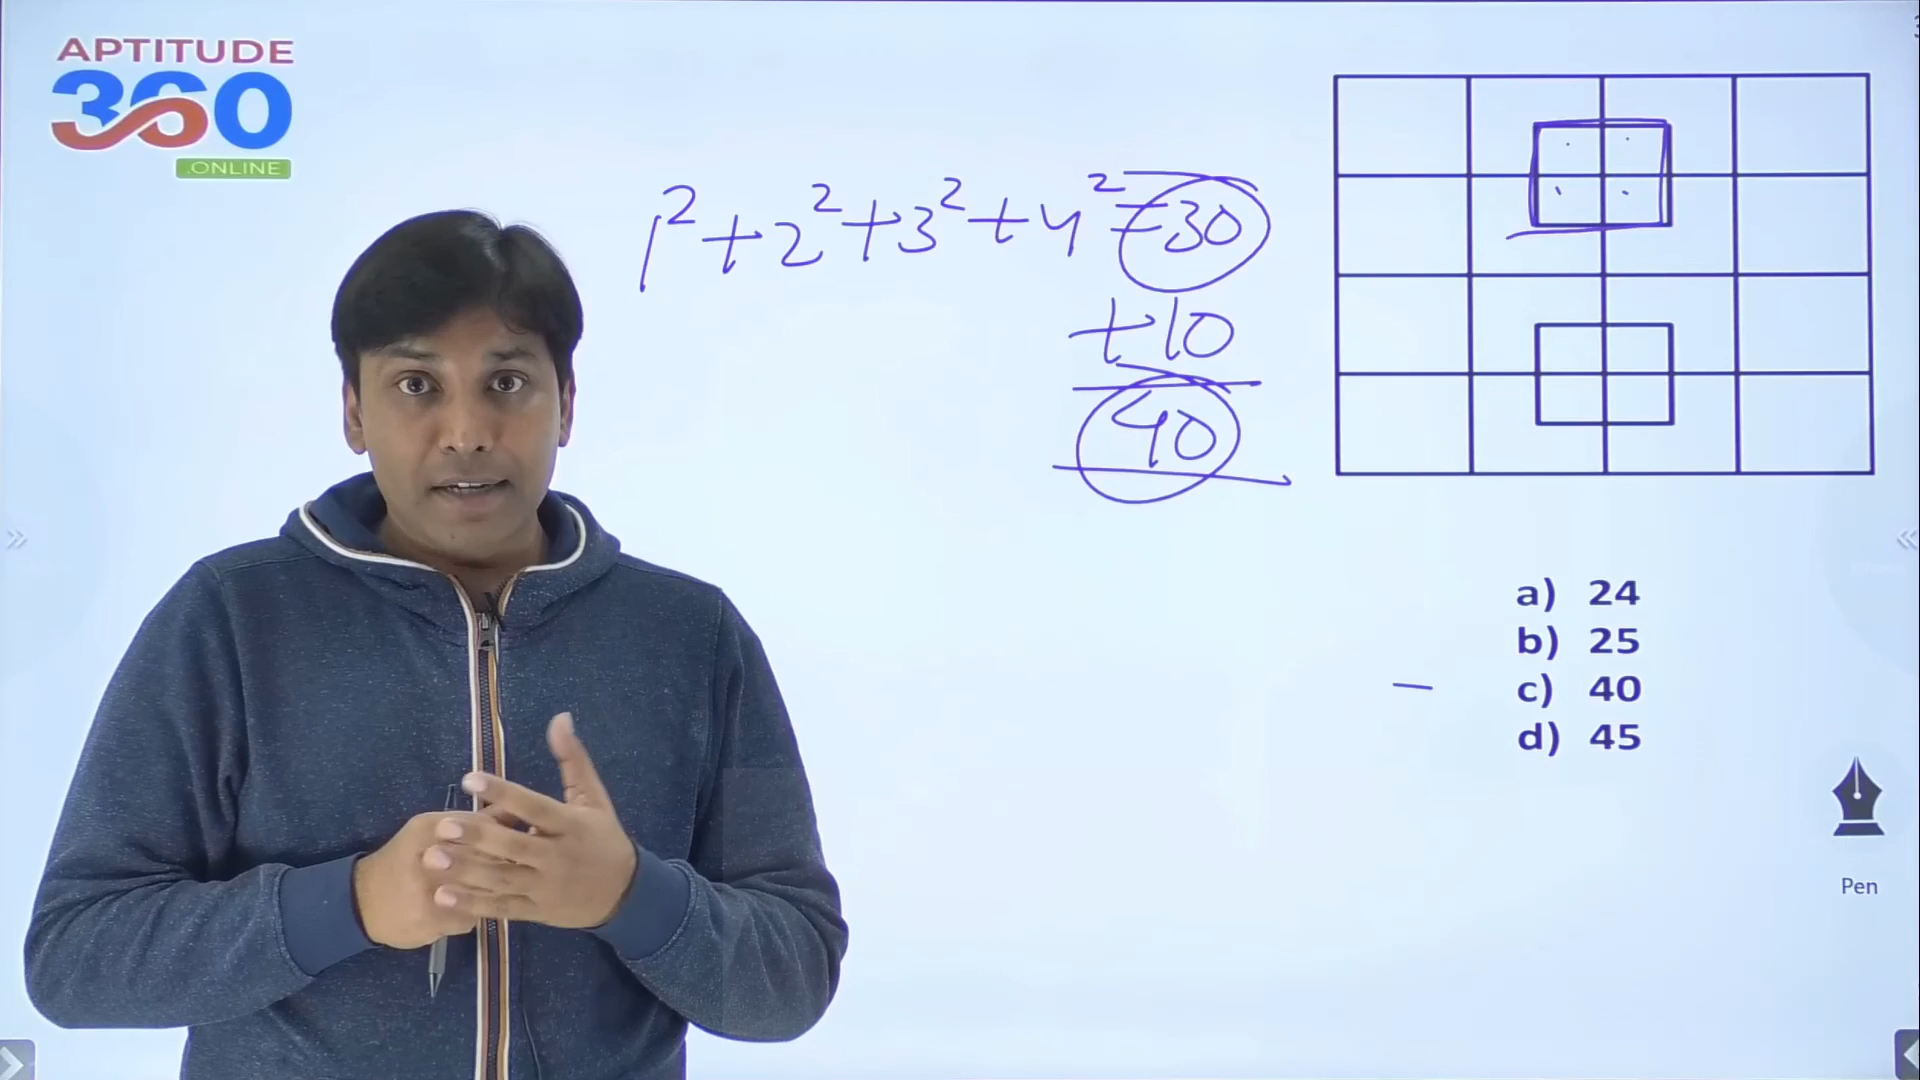 APTITUDE
360
.ONLINE
1² + 2² + 3² + 4² = 30
+10
40
a) 24
b) 25
c) 40
d) 45
Pen